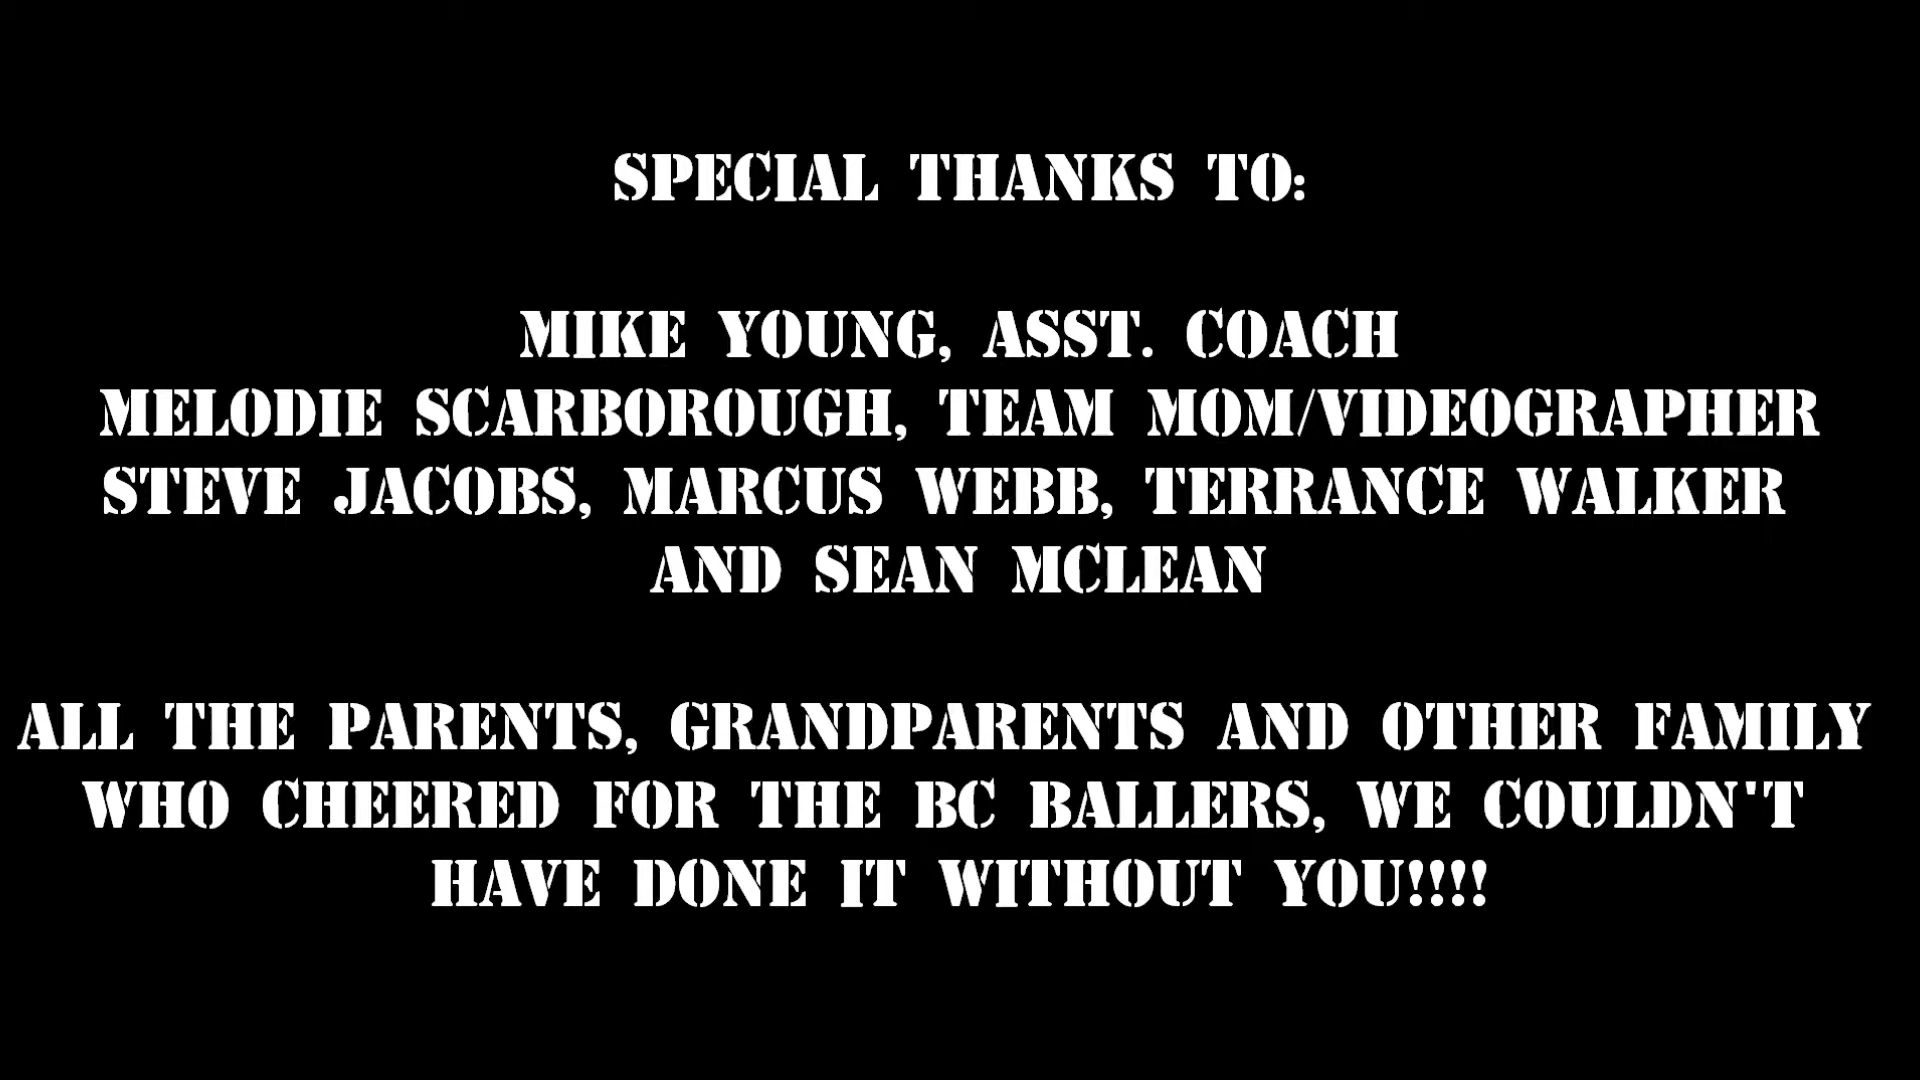 SPECIAL THANKS TO:
MIKE YOUNG, ASST. COACH
MELODIE SCARBOROUGH, TEAM MOM/VIDEOGRAPHER
STEVE JACOBS, MARCUS WEBB, TERRANCE WALKER
AND SEAN MCLEAN
ALL THE PARENTS, GRANDPARENTS AND OTHER FAMILY
WHO CHEERED FOR THE BC BALLERS, WE COULDN'T
HAVE DONE IT WITHOUT YOU!!!!